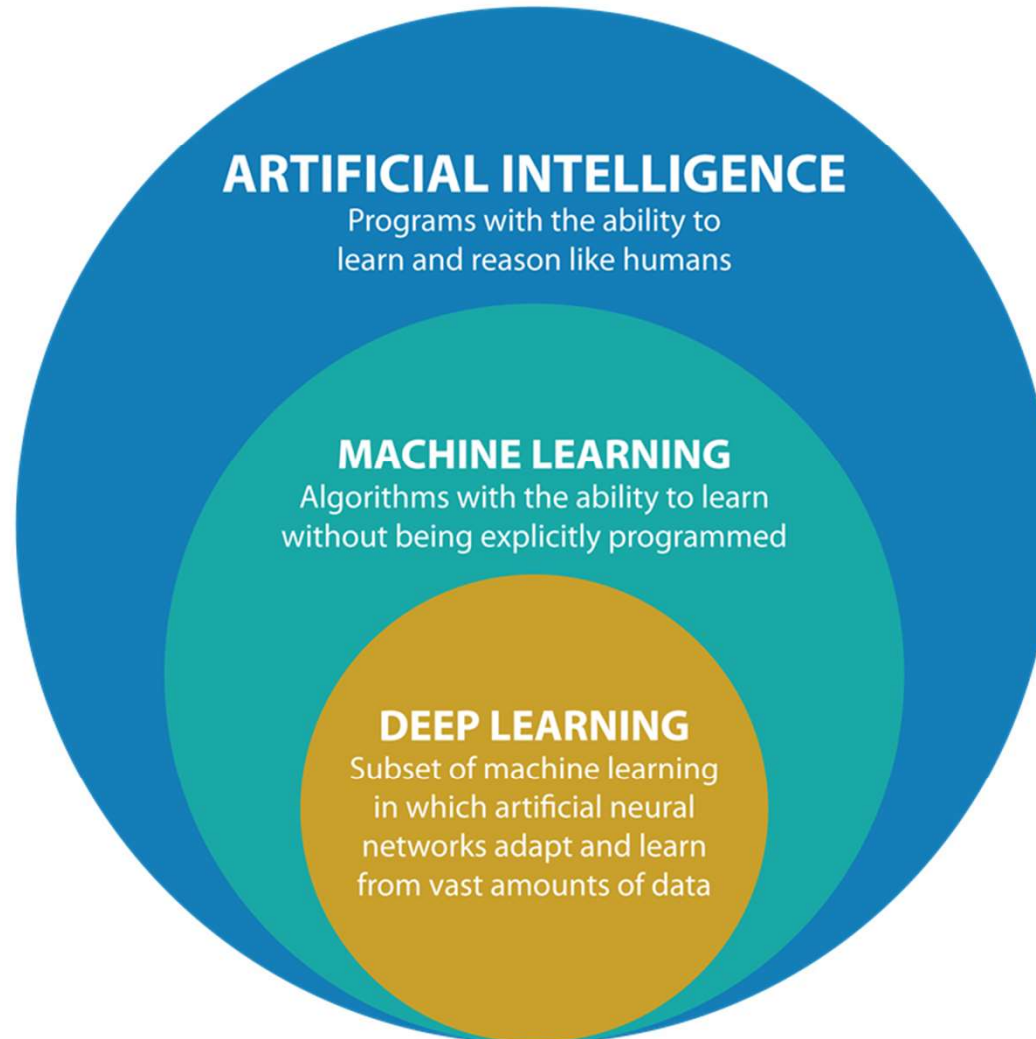 ARTIFICIAL INTELLIGENCE
Programs with the ability to
learn and reason like humans
MACHINE LEARNING
Algorithms with the ability to learn
without being explicitly programmed
DEEP LEARNING
Subset of machine learning
in which artificial neural
networks adapt and learn
from vast amounts of data